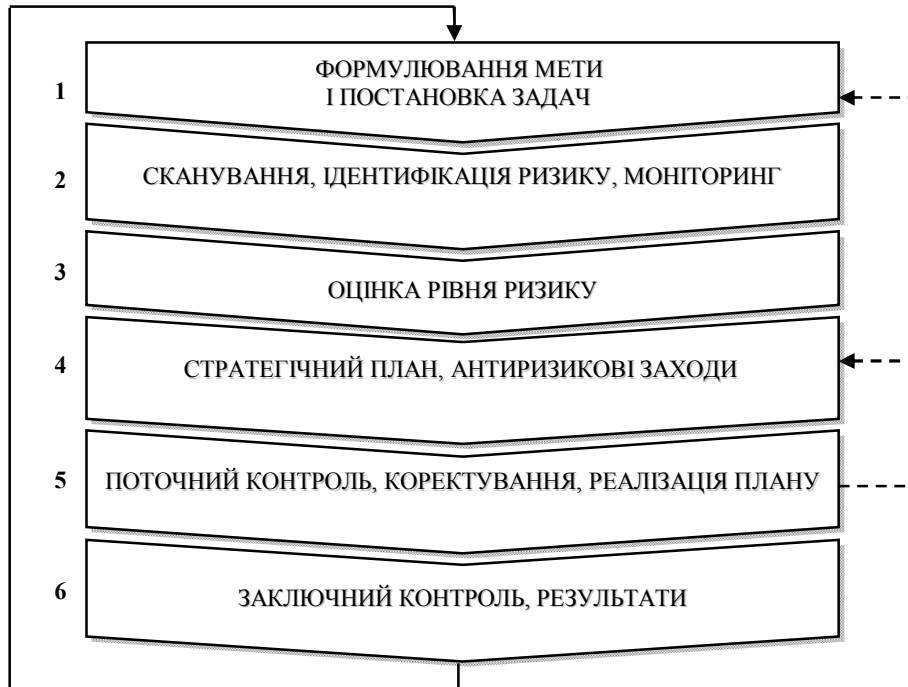 1
ФОРМУЛЮВАННЯ МЕТИ
І ПОСТАНОВКА ЗАДАЧ
2
СКАНУВАННЯ, ІДЕНТИФІКАЦІЯ РИЗИКУ, МОНІТОРИНГ
3
ОЦІНКА РІВНЯ РИЗИКУ
4
СТРАТЕГІЧНИЙ ПЛАН, АНТИРИЗИКОВІ ЗАХОДИ
5
ПОТОЧНИЙ КОНТРОЛЬ, КОРЕКТУВАННЯ, РЕАЛІЗАЦІЯ ПЛАНУ
6
ЗАКЛЮЧНИЙ КОНТРОЛЬ, РЕЗУЛЬТАТИ